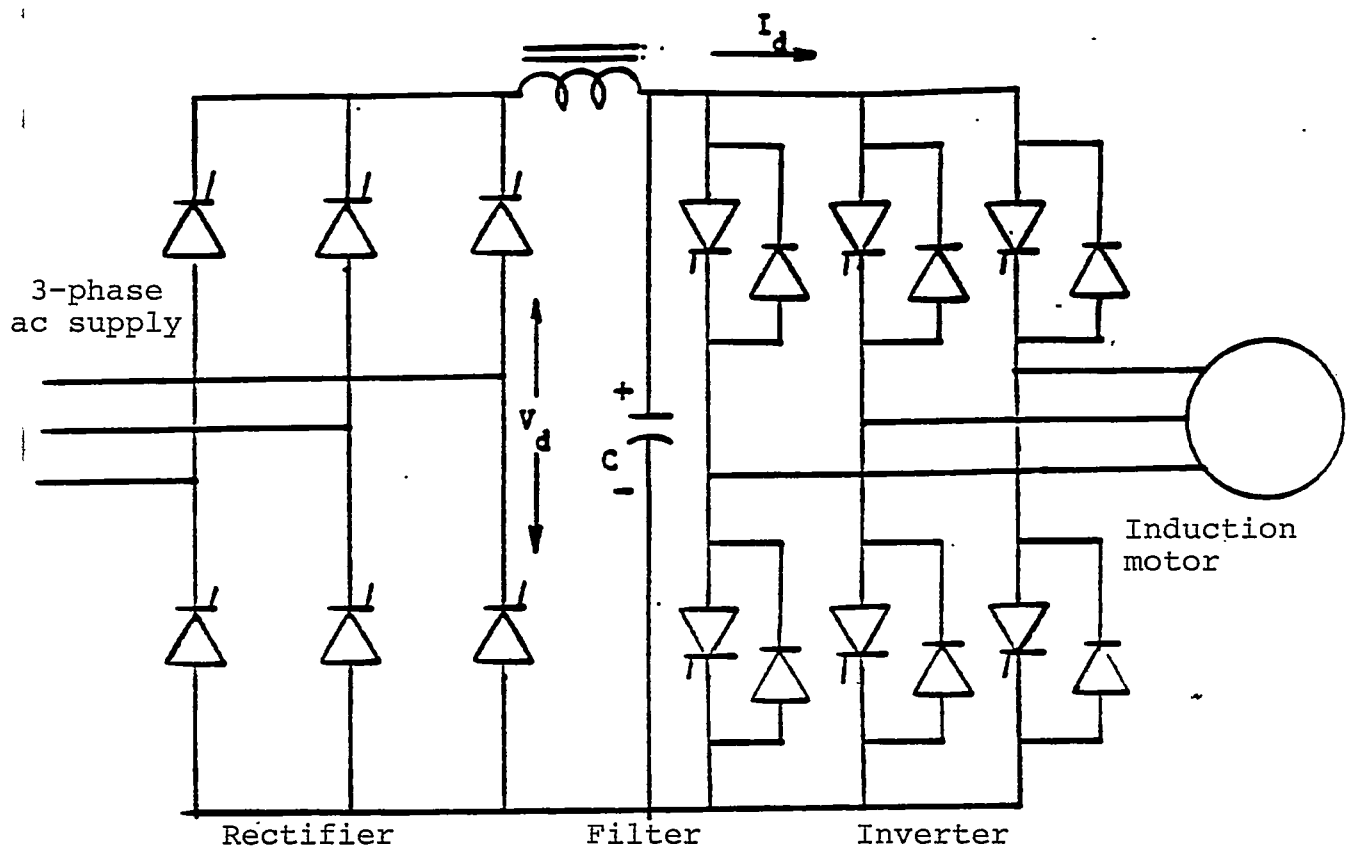 I_d
3-phase
ac supply
V_d
+
C
-
Induction
motor
Rectifier
Filter
Inverter